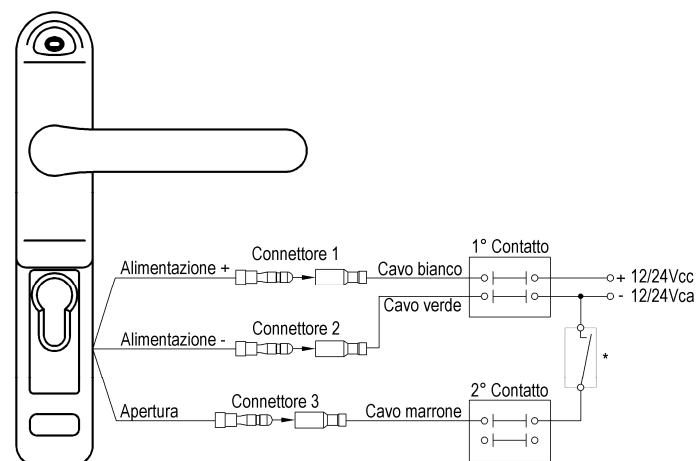 1° Contatto
Connettore 1
Alimentazione +
Cavo bianco
+ 12/24Vcc
- 12/24Vca
Cavo verde
Connettore 2
Alimentazione -
*
2° Contatto
Connettore 3
Apertura
Cavo marrone